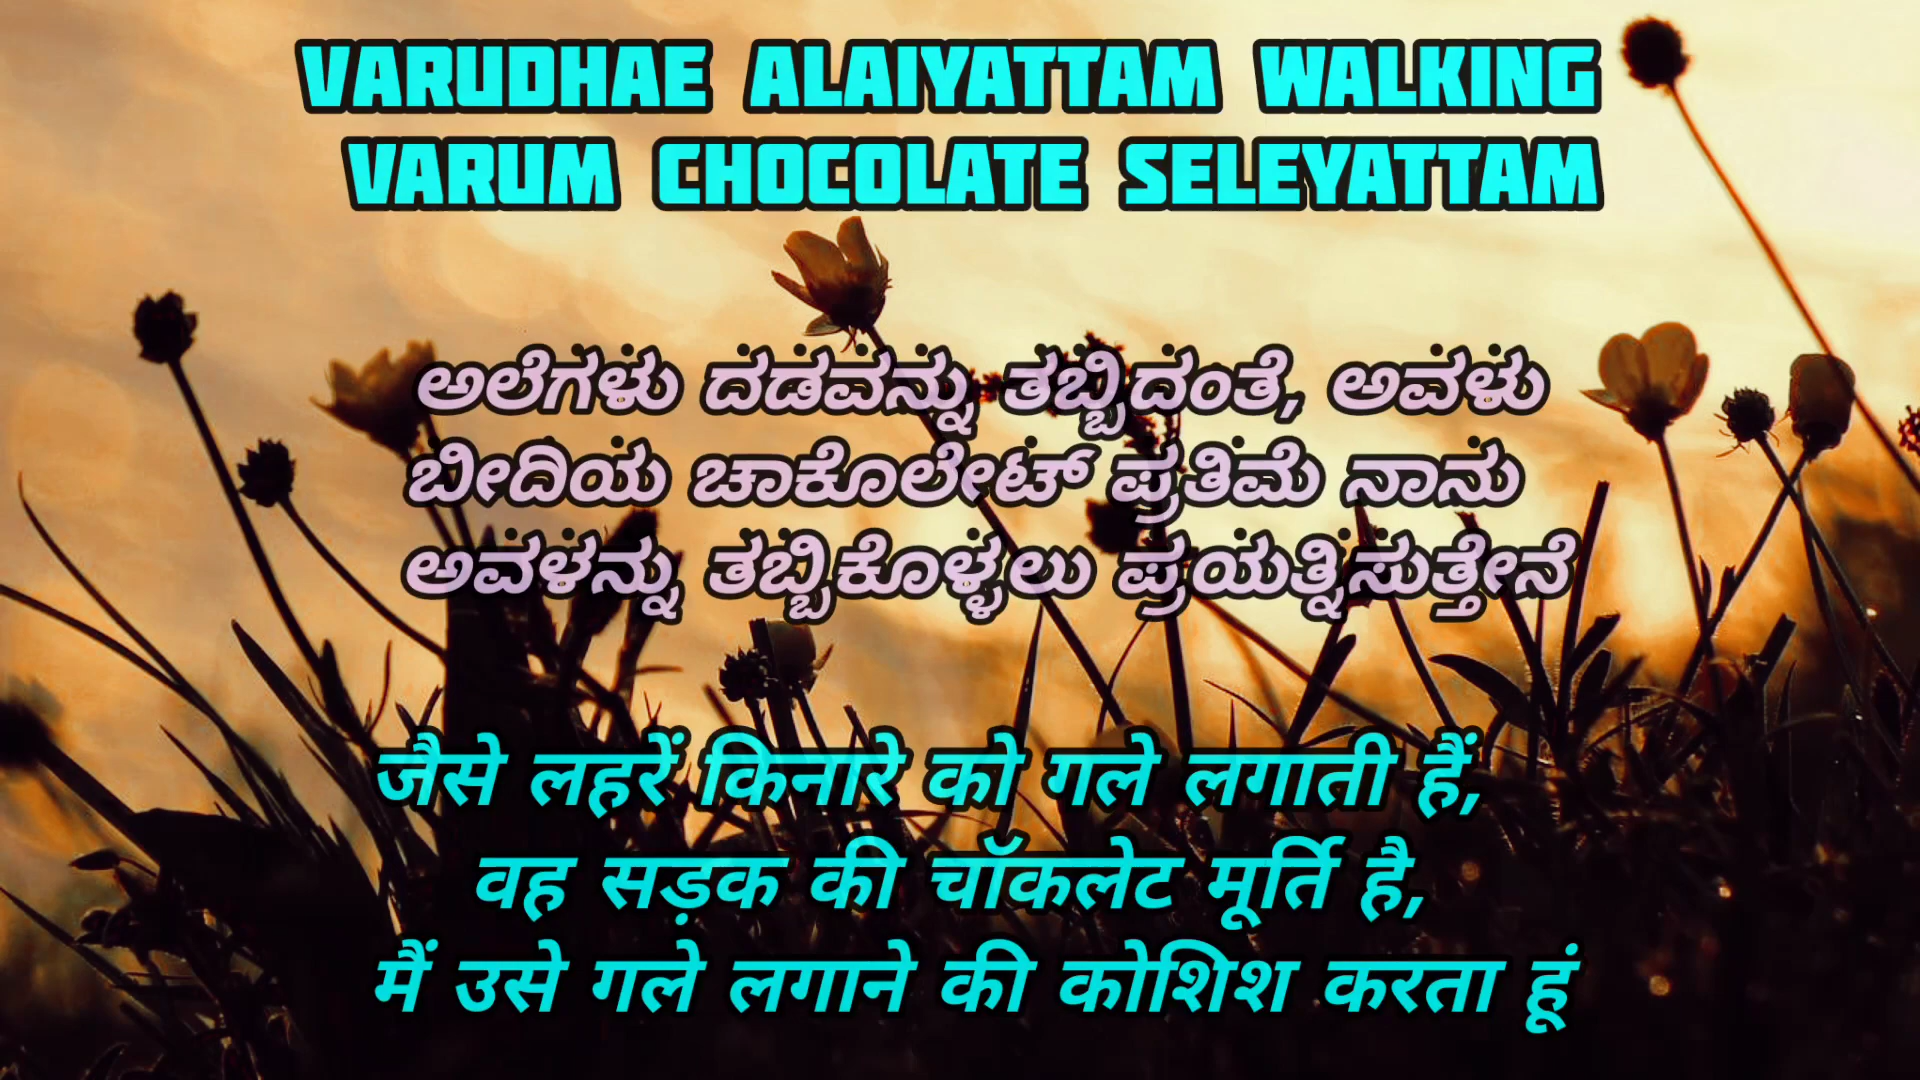 VARUDHAE ALAIYATTAM WALKING
VARUM CHOCOLATE SELEYATTAM
ಅಲೆಗಳು ದಡವನ್ನು ತಬ್ಬಿದಂತೆ, ಅವಳು
ಬೀದಿಯ ಚಾಕೊಲೇಟ್ ಪ್ರತಿಮೆ ನಾನು
ಅವಳನ್ನು ತಬ್ಬಿಕೊಳ್ಳಲು ಪ್ರಯತ್ನಿಸುತ್ತೇನೆ
जैसे लहरें किनारे को गले लगाती हैं,
वह सड़क की चॉकलेट मूर्ति है,
मैं उसे गले लगाने की कोशिश करता हूं